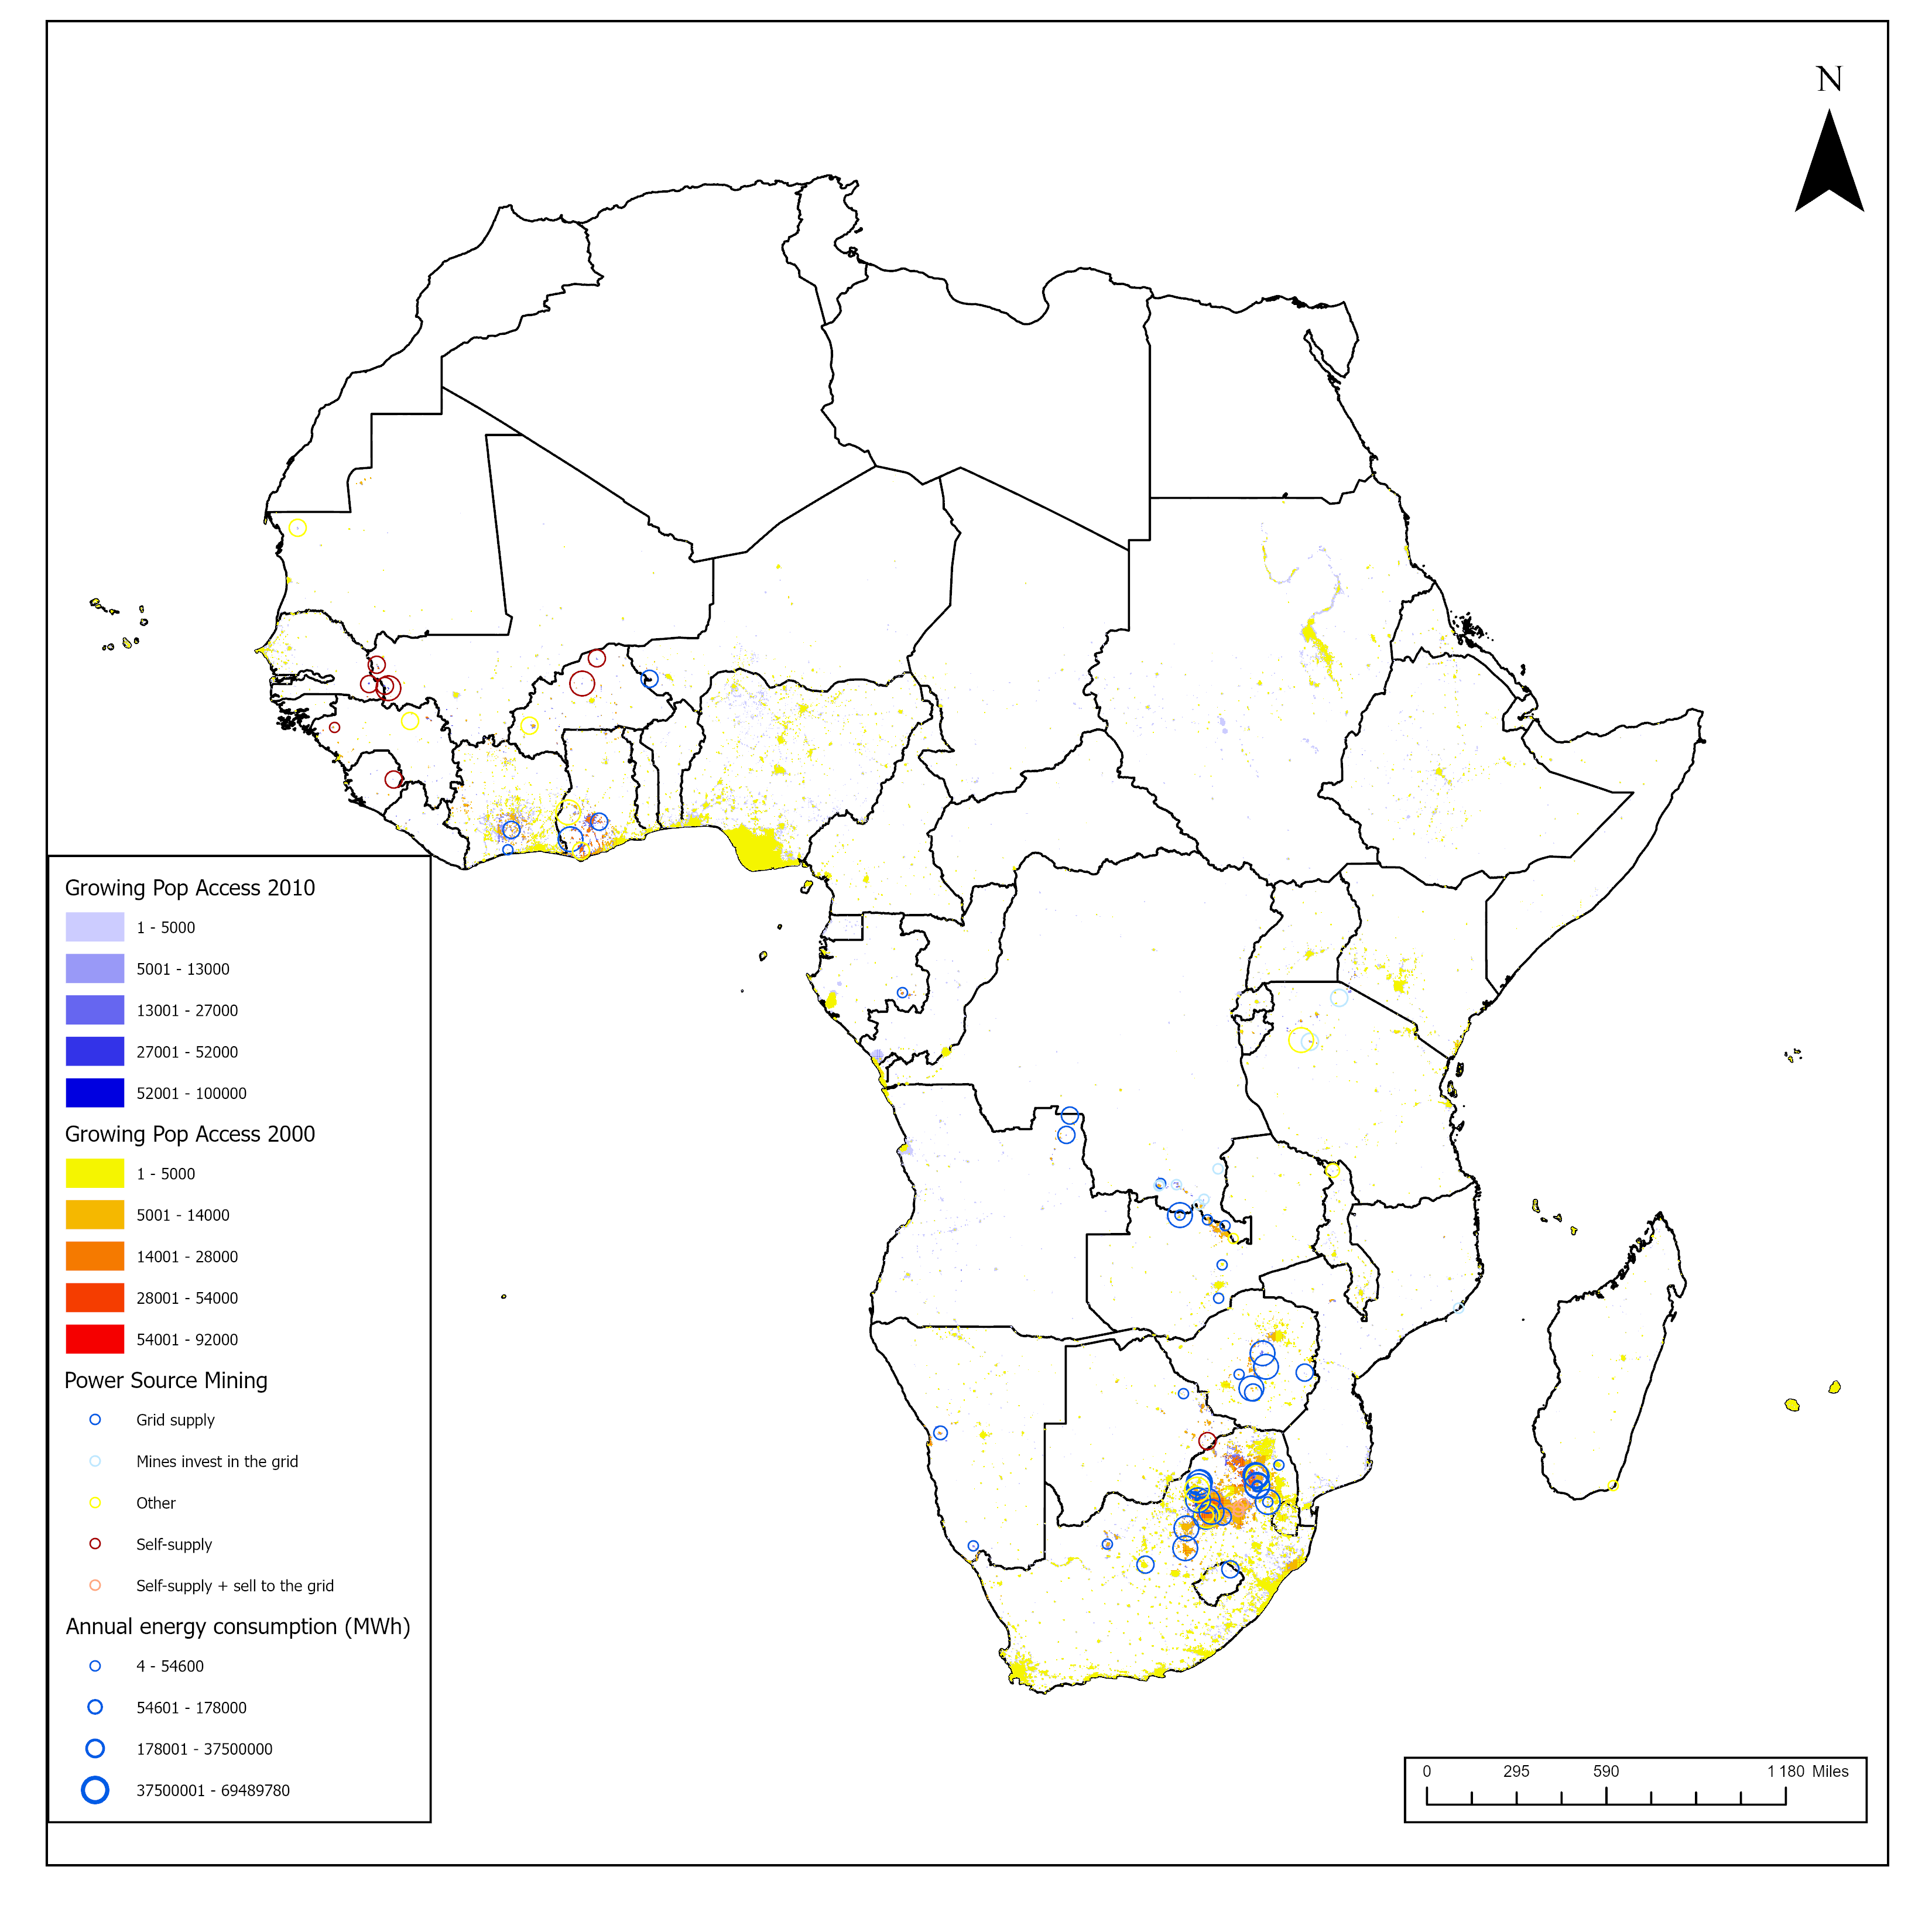 N
Growing Pop Access 2010
1 - 5000
5001 - 13000
13001 - 27000
27001 - 52000
52001 - 100000
Growing Pop Access 2000
1 - 5000
5001 - 14000
14001 - 28000
28001 - 54000
54001 - 92000
Power Source Mining
Grid supply
Mines invest in the grid
Other
Self-supply
Self-supply + sell to the grid
Annual energy consumption (MWh)
4 - 54600
54601 - 178000
178001 - 37500000
37500001 - 69489780
0 295 590 1 180 Miles